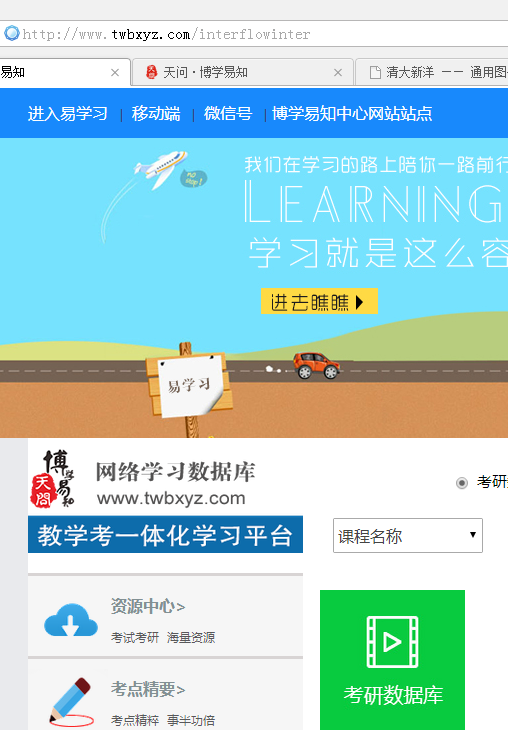 http://www.twbxyz.com/interflowinter
易知
天问·博学易知
清大新洋 —— 通用图
进入易学习 | 移动端 | 微信号 | 博学易知中心网站站点
no oop!
我们在学习的路上陪你一路前行
LEARNING
学习就是这么容
进去瞧瞧
易学习
博学易知
天問
网络学习数据库
www.twbxyz.com
考研
教学考一体化学习平台
课程名称
资源中心>
考试考研 海量资源
考研数据库
考点精要>
考点精粹 事半功倍